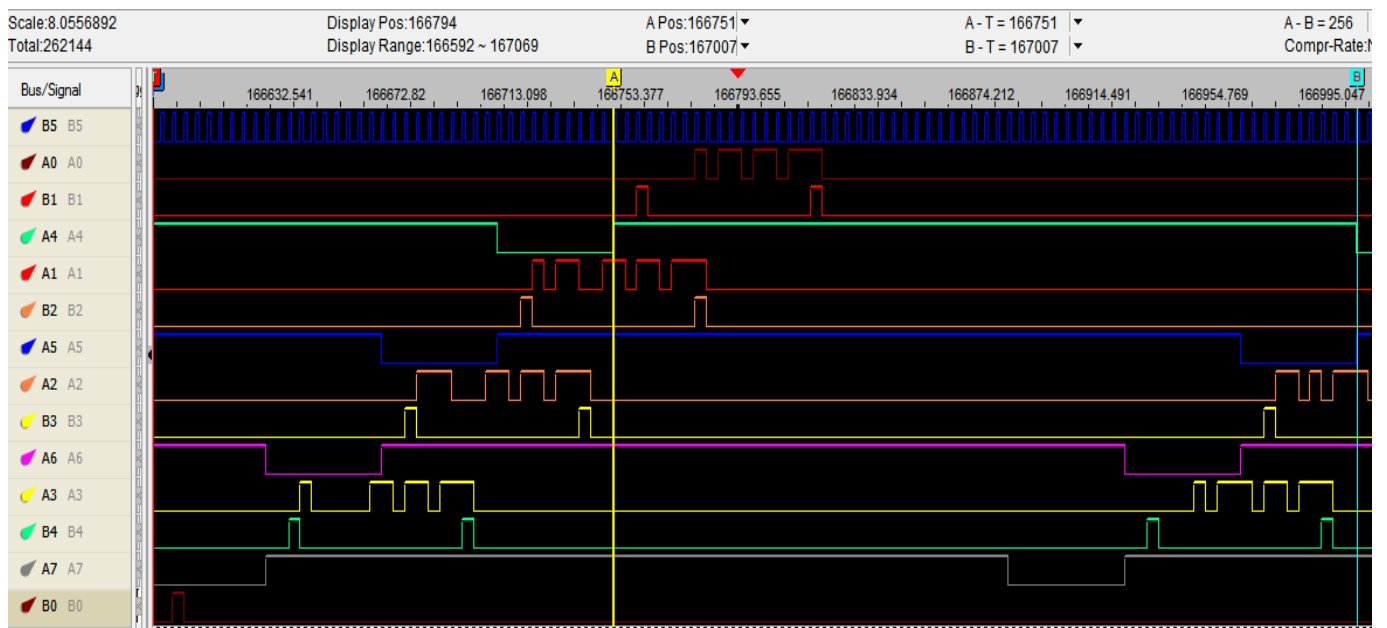 Scale:8.0556892 Display Pos:166794 A Pos:166751 A - T = 166751 A - B = 256
Total:262144 Display Range:166592 ~ 167069 B Pos:167007 B - T = 167007 Compr-Rate:
Bus/Signal
A B
166632.541 166672.82 166713.098 166753.377 166793.655 166833.934 166874.212 166914.491 166954.769 166995.047
B5 B5
A0 A0
B1 B1
A4 A4
A1 A1
B2 B2
A5 A5
A2 A2
B3 B3
A6 A6
A3 A3
B4 B4
A7 A7
B0 B0